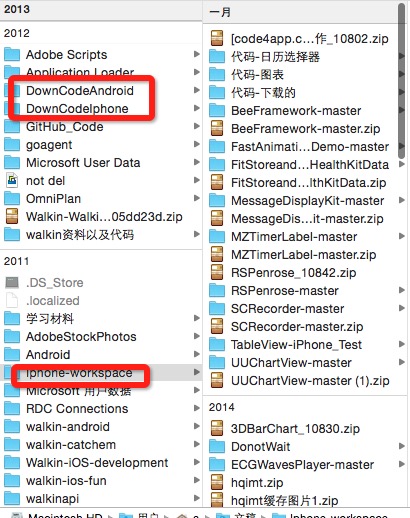 2013
2012
Adobe Scripts
Application Loader
DownCodeAndroid
DownCodeIphone
GitHub_Code
goagent
Microsoft User Data
not del
OmniPlan
Walkin-Walki...05dd23d.zip
walkin资料以及代码
2011
.DS_Store
.localized
学习材料
AdobeStockPhotos
Android
Iphone-workspace
Microsoft 用户数据
RDC Connections
walkin-android
walkin-catchem
Walkin-iOS-development
walkin-ios-fun
walkinapi
Macintosh HD
用户
文稿
Iphone-workspace
一月
[code4app.c...作_10802.zip
代码-日历选择器
代码-图表
代码-下载的
BeeFramework-master
BeeFramework-master.zip
FastAnimati...Demo-master
FitStoreand...HealthKitData
FitStoreand...lthKitData.zip
MessageDisplayKit-master
MessageDis...it-master.zip
MZTimerLabel-master
MZTimerLabel-master.zip
RSPenrose_10842.zip
SCRecorder-master
SCRecorder-master.zip
TableView-iPhone_Test
UUChartView-master
UUChartView-master (1).zip
2014
3DBarChart_10830.zip
DonotWait
ECGWavesPlayer-master
hqimt.zip
hqimt缓存图片1.zip